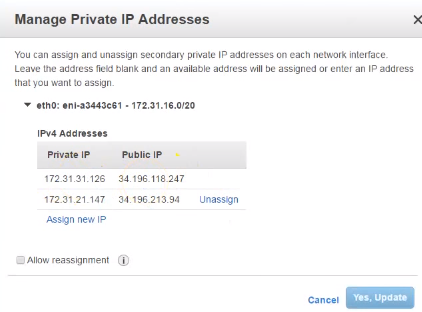 Manage Private IP Addresses
You can assign and unassign secondary private IP addresses on each network interface.
Leave the address field blank and an available address will be assigned or enter an IP address
that you want to assign.
eth0: eni-a3443c61 - 172.31.16.0/20
IPv4 Addresses
Private IP Public IP
172.31.31.126 34.196.118.247
172.31.21.147 34.196.213.94 Unassign
Assign new IP
Allow reassignment i
Cancel Yes, Update